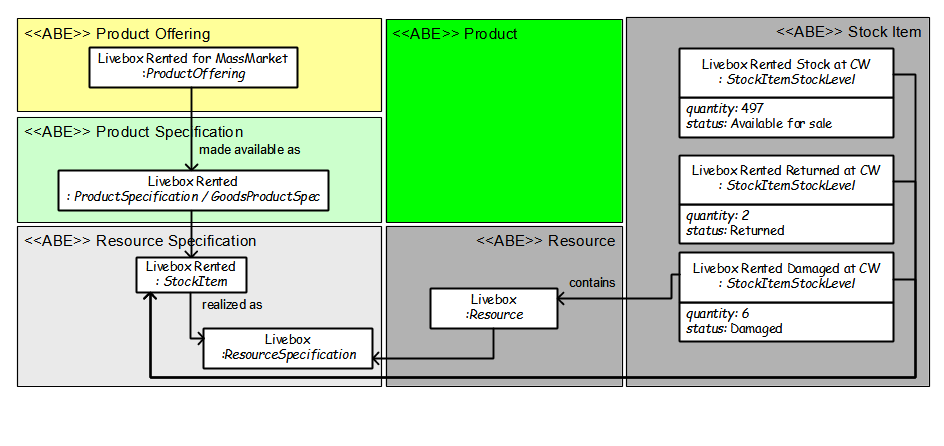 <<ABE>> Product Offering
Livebox Rented for MassMarket
:ProductOffering
<<ABE>> Product Specification
made available as
Livebox Rented
: ProductSpecification / GoodsProductSpec
<<ABE>> Resource Specification
Livebox Rented
: StockItem
realized as
Livebox
:ResourceSpecification
<<ABE>> Product
<<ABE>> Resource
Livebox
:Resource
contains
<<ABE>> Stock Item
Livebox Rented Stock at CW
: StockItemStockLevel
quantity: 497
status: Available for sale
Livebox Rented Returned at CW
: StockItemStockLevel
quantity: 2
status: Returned
Livebox Rented Damaged at CW
: StockItemStockLevel
quantity: 6
status: Damaged